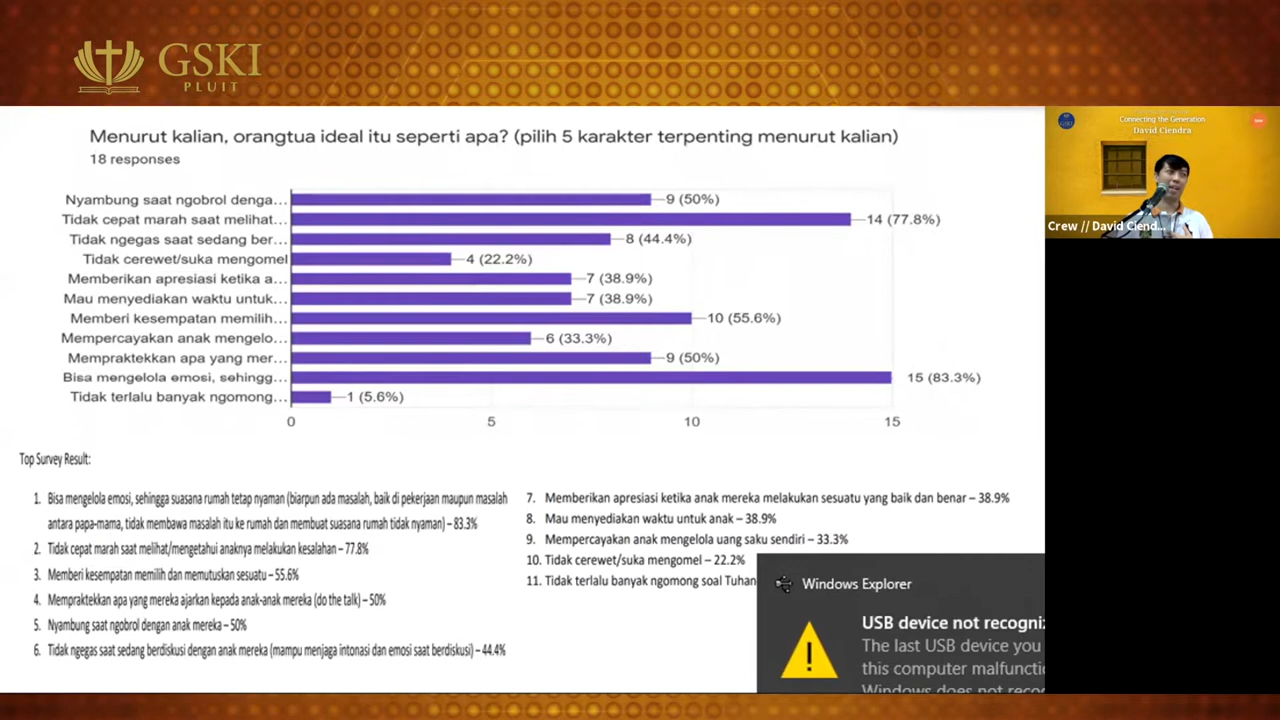 GSKI
PLUIT
Menurut kalian, orangtua ideal itu seperti apa? (pilih 5 karakter terpenting menurut kalian)
18 responses
Nyambung saat ngobrol denga... 9 (50%)
Tidak cepat marah saat melihat... 14 (77.8%)
Tidak ngegas saat sedang ber... 8 (44.4%)
Tidak cerewet/suka mengomel 4 (22.2%)
Memberikan apresiasi ketika a... 7 (38.9%)
Mau menyediakan waktu untuk... 7 (38.9%)
Memberi kesempatan memilih... 10 (55.6%)
Mempercayakan anak mengelo... 6 (33.3%)
Mempraktekkan apa yang mer... 9 (50%)
Bisa mengelola emosi, sehingg... 15 (83.3%)
Tidak terlalu banyak ngomong... 1 (5.6%)
0 5 10 15
Top Survey Result:
1. Bisa mengelola emosi, sehingga suasana rumah tetap nyaman (biarpun ada masalah, baik di pekerjaan maupun masalah
antara papa-mama, tidak membawa masalah itu ke rumah dan membuat suasana rumah tidak nyaman) – 83.3%
2. Tidak cepat marah saat melihat/mengetahui anaknya melakukan kesalahan – 77.8%
3. Memberi kesempatan memilih dan memutuskan sesuatu – 55.6%
4. Mempraktekkan apa yang mereka ajarkan kepada anak-anak mereka (do the talk) – 50%
5. Nyambung saat ngobrol dengan anak mereka – 50%
6. Tidak ngegas saat sedang berdiskusi dengan anak mereka (mampu menjaga intonasi dan emosi saat berdiskusi) – 44.4%
7. Memberikan apresiasi ketika anak mereka melakukan sesuatu yang baik dan benar – 38.9%
8. Mau menyediakan waktu untuk anak – 38.9%
9. Mempercayakan anak mengelola uang saku sendiri – 33.3%
10. Tidak cerewet/suka mengomel – 22.2%
11. Tidak terlalu banyak ngomong soal Tuhan
Windows Explorer
USB device not recogni
The last USB device you
this computer malfuncti
Windows does not reco
Connecting the Generation
David Ciendra
Crew // David Ciend...